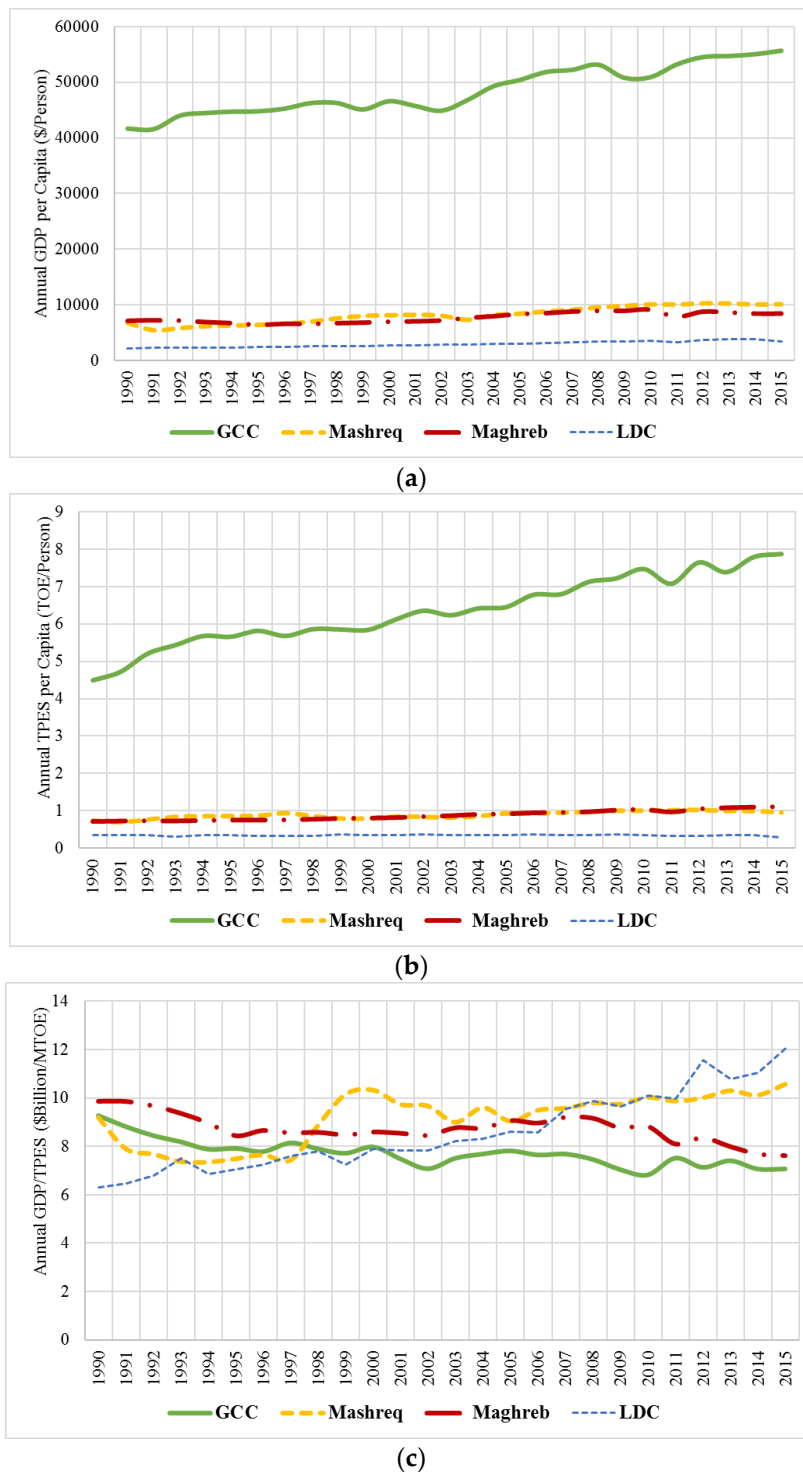 60000
50000
40000
30000
20000
10000
0
Annual GDP per Capita ($/Person)
1990 1991 1992 1993 1994 1995 1996 1997 1998 1999 2000 2001 2002 2003 2004 2005 2006 2007 2008 2009 2010 2011 2012 2013 2014 2015
GCC Mashreq Maghreb LDC
(a)
9
8
7
6
5
4
3
2
1
0
Annual TPES per Capita (TOE/Person)
1990 1991 1992 1993 1994 1995 1996 1997 1998 1999 2000 2001 2002 2003 2004 2005 2006 2007 2008 2009 2010 2011 2012 2013 2014 2015
GCC Mashreq Maghreb LDC
(b)
14
12
10
8
6
4
2
0
Annual GDP/TPES ($Billion/MTOE)
1990 1991 1992 1993 1994 1995 1996 1997 1998 1999 2000 2001 2002 2003 2004 2005 2006 2007 2008 2009 2010 2011 2012 2013 2014 2015
GCC Mashreq Maghreb LDC
(c)